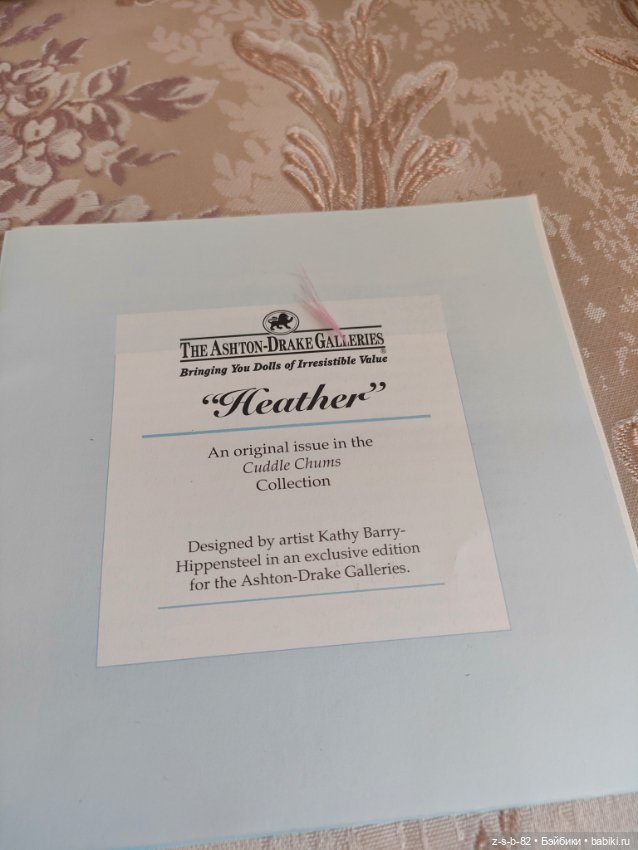 THE ASHTON-DRAKE GALLERIES
®
Bringing You Dolls of Irresistible Value
“Heather”
An original issue in the
Cuddle Chums
Collection
Designed by artist Kathy Barry-
Hippensteel in an exclusive edition
for the Ashton-Drake Galleries.
z-s-b-82 • Бэйбики • babiki.ru